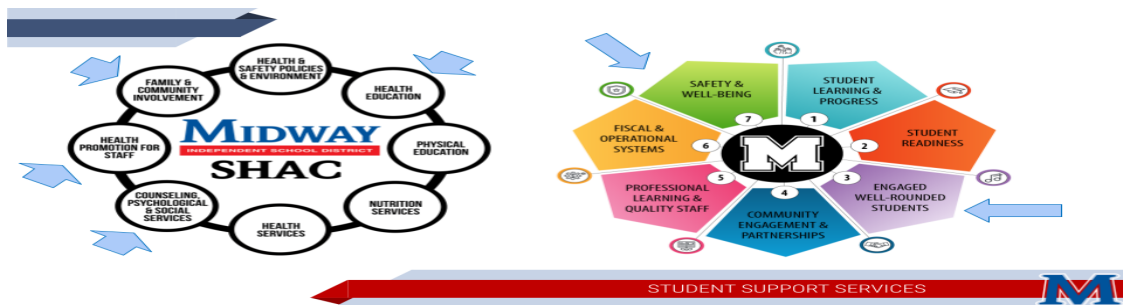 HEALTH &
SAFETY POLICIES
& ENVIRONMENT
FAMILY &
COMMUNITY
INVOLVEMENT
HEALTH
EDUCATION
HEALTH
PROMOTION FOR
STAFF
MIDWAY
INDEPENDENT SCHOOL DISTRICT
SHAC
PHYSICAL
EDUCATION
COUNSELING,
PSYCHOLOGICAL
& SOCIAL
SERVICES
NUTRITION
SERVICES
HEALTH
SERVICES
SAFETY &
WELL-BEING
7
STUDENT
LEARNING &
PROGRESS
1
FISCAL &
OPERATIONAL
SYSTEMS
6
M
2
STUDENT
READINESS
PROFESSIONAL
LEARNING &
QUALITY STAFF
5
3
ENGAGED
WELL-ROUNDED
STUDENTS
4
COMMUNITY
ENGAGEMENT &
PARTNERSHIPS
STUDENT SUPPORT SERVICES
M